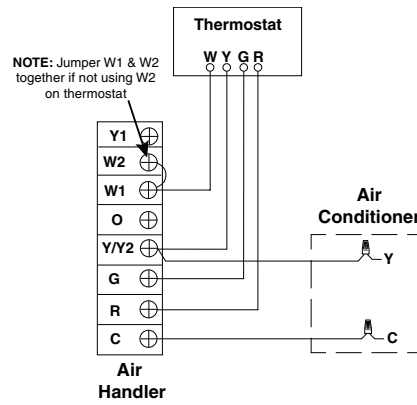 Thermostat
W Y G R
NOTE: Jumper W1 & W2
together if not using W2
on thermostat
Y1
W2
W1
O
Y/Y2
G
R
C
Air
Handler
Air
Conditioner
Y
C